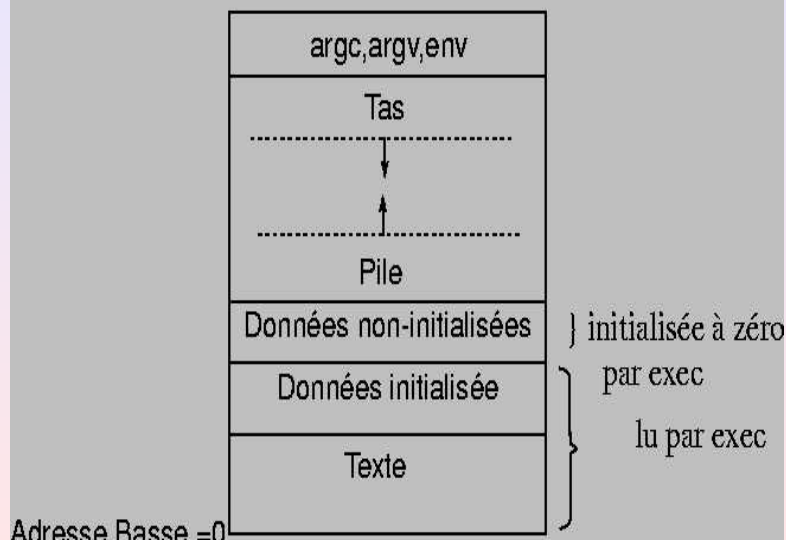 argc,argv,env
Tas
Pile
Données non-initialisées } initialisée à zéro
par exec
Données initialisée
lu par exec
Texte
Adresse Basse =0